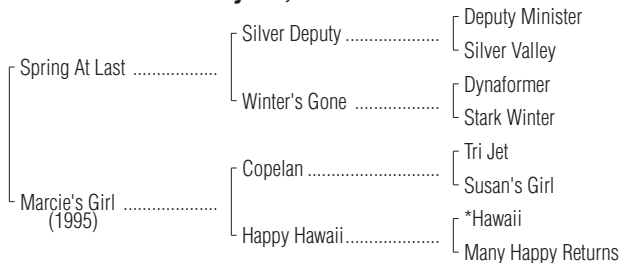 Deputy Minister
Silver Deputy ..................
Silver Valley
Spring At Last ................
Dynaformer
Winter's Gone ................
Stark Winter
Tri Jet
Copelan .........................
Susan's Girl
Marcie's Girl ..................
(1995)
*Hawaii
Happy Hawaii..................
Many Happy Returns